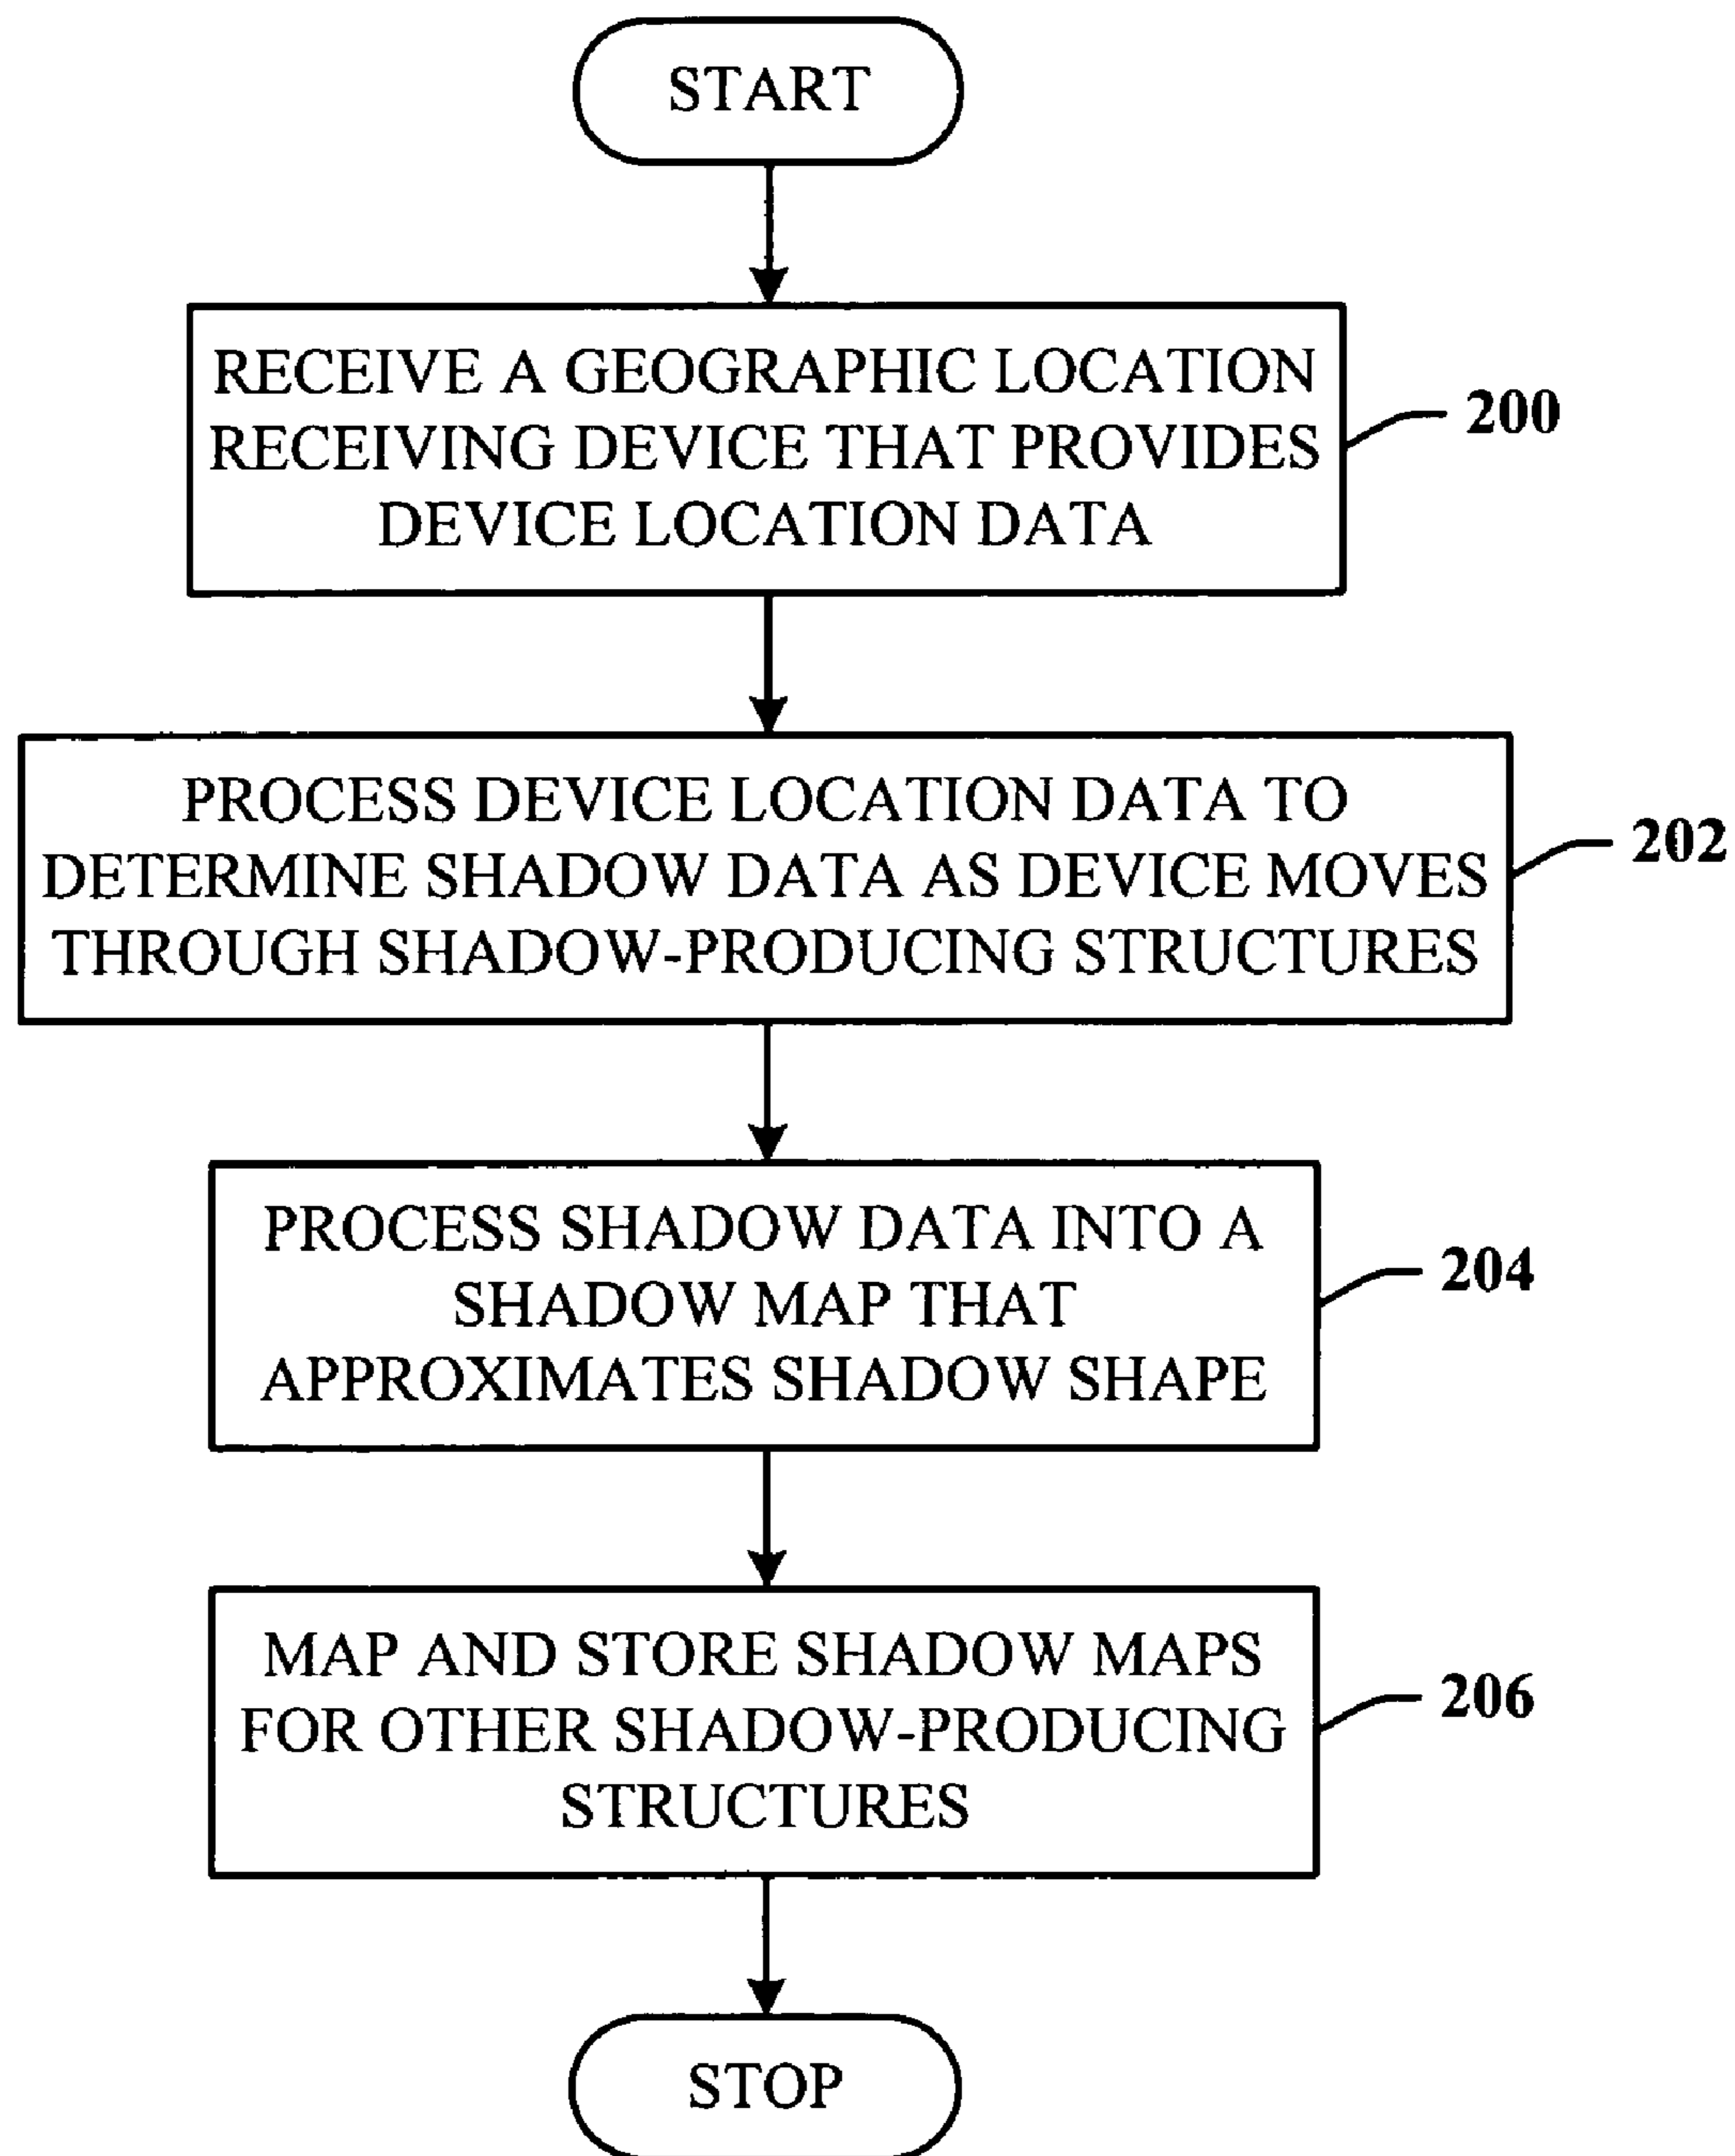 START
RECEIVE A GEOGRAPHIC LOCATION
RECEIVING DEVICE THAT PROVIDES
DEVICE LOCATION DATA
200
PROCESS DEVICE LOCATION DATA TO
DETERMINE SHADOW DATA AS DEVICE MOVES
THROUGH SHADOW-PRODUCING STRUCTURES
202
PROCESS SHADOW DATA INTO A
SHADOW MAP THAT
APPROXIMATES SHADOW SHAPE
204
MAP AND STORE SHADOW MAPS
FOR OTHER SHADOW-PRODUCING
STRUCTURES
206
STOP